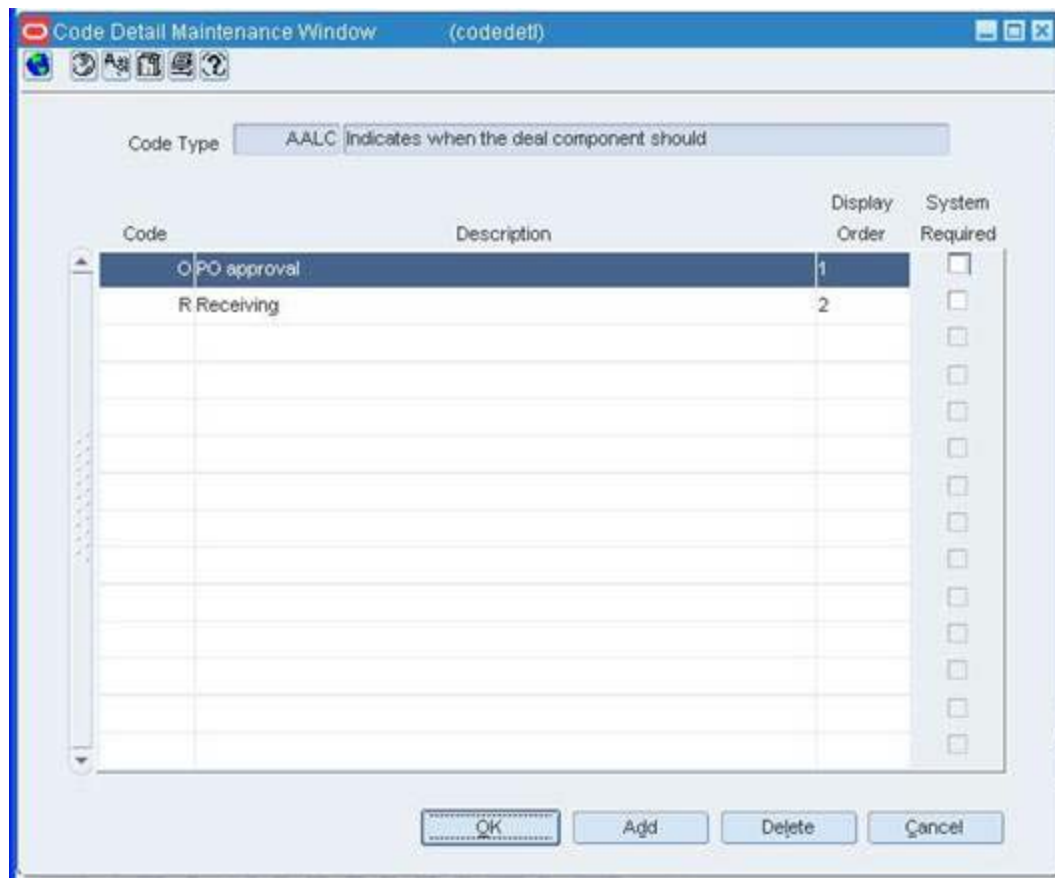 Code Detail Maintenance Window (codedetl)
Code Type AALC Indicates when the deal component should
Display System
Code Description Order Required
O PO approval 1
R Receiving 2
OK Add Delete Cancel